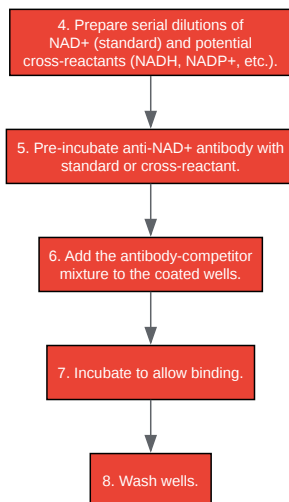 4. Prepare serial dilutions of
NAD+ (standard) and potential
cross-reactants (NADH, NADP+, etc.).
5. Pre-incubate anti-NAD+ antibody with
standard or cross-reactant.
6. Add the antibody-competitor
mixture to the coated wells.
7. Incubate to allow binding.
8. Wash wells.